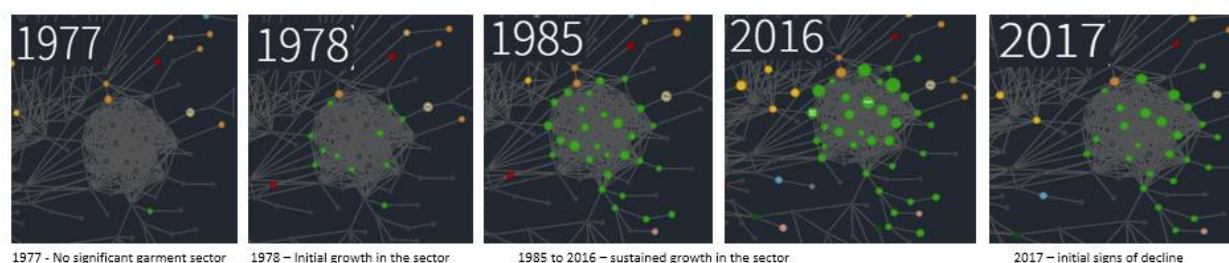 1977
1978
1985
2016
2017
1977 - No significant garment sector
1978 – Initial growth in the sector
1985 to 2016 – sustained growth in the sector
2017 – initial signs of decline